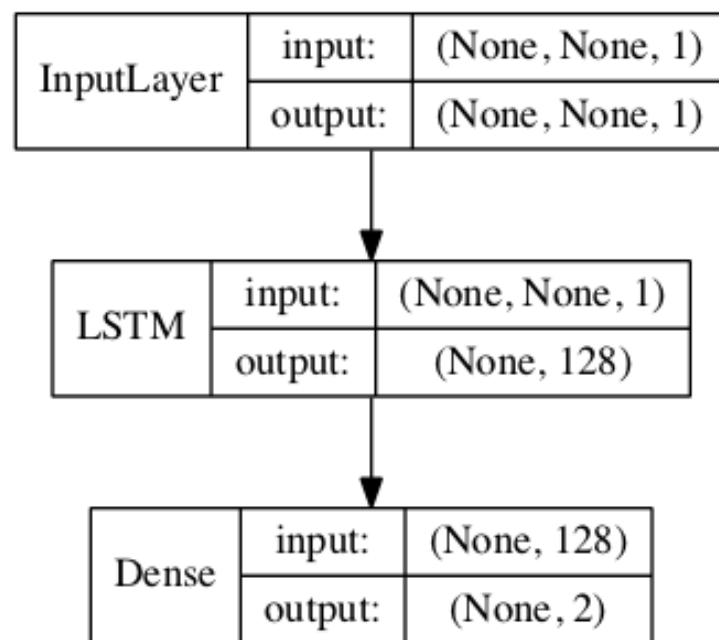 InputLayer
input: (None, None, 1)
output: (None, None, 1)
LSTM
input: (None, None, 1)
output: (None, 128)
Dense
input: (None, 128)
output: (None, 2)